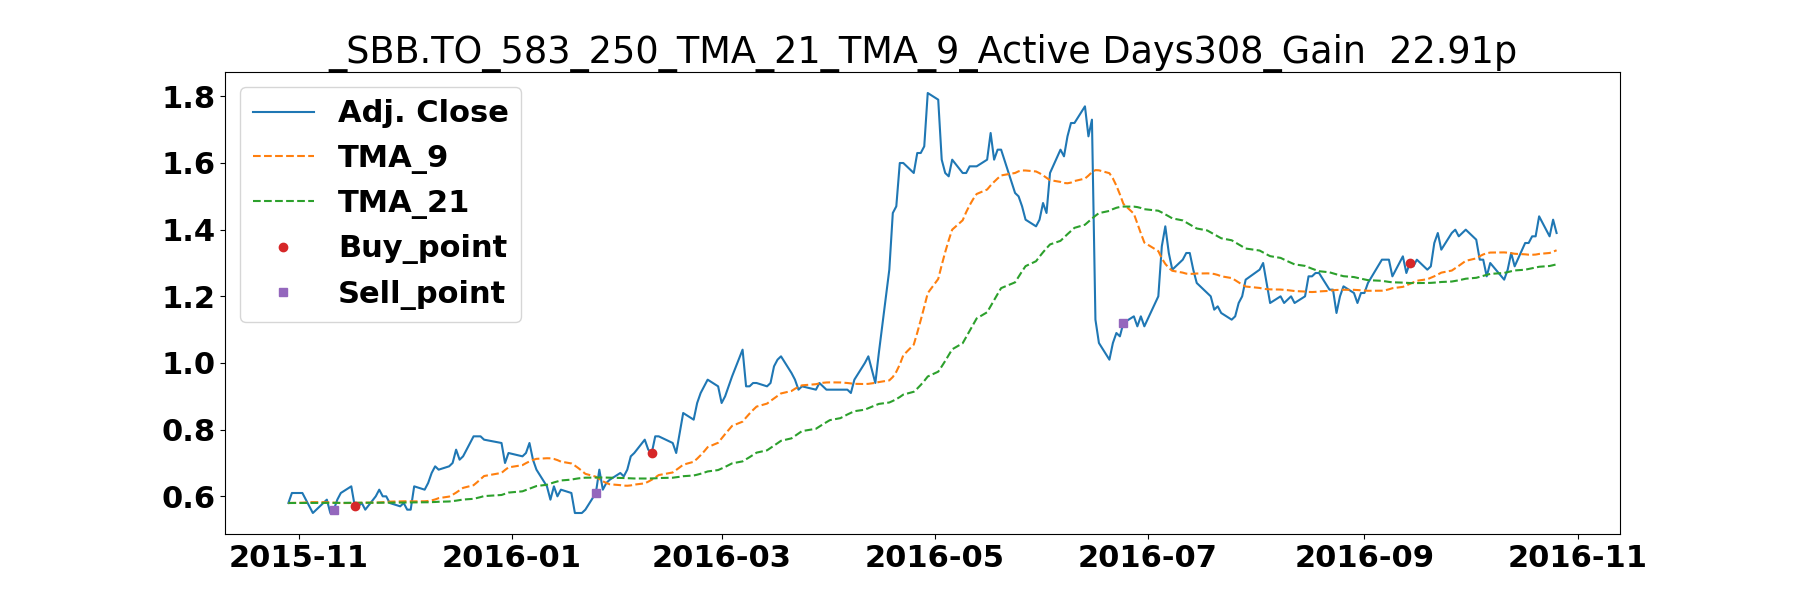 _SBB.TO_583_250_TMA_21_TMA_9_Active Days308_Gain  22.91p
Adj. Close
TMA_9
TMA_21
Buy_point
Sell_point
1.8
1.6
1.4
1.2
1.0
0.8
0.6
2015-11 2016-01 2016-03 2016-05 2016-07 2016-09 2016-11